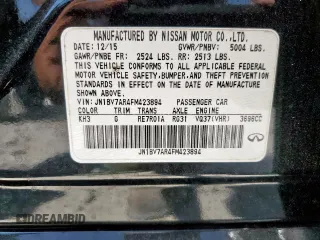 MANUFACTURED BY NISSAN MOTOR CO.,LTD.
DATE: 12/15 GVWR/PNBV: 5004 LBS.
GAWR/PNBE FR: 2524 LBS. RR: 2513 LBS.
THIS VEHICLE CONFORMS TO ALL APPLICABLE
FEDERAL MOTOR VEHICLE SAFETY,BUMPER,AND THEFT PREVENTION
STANDARDS IN EFFECT ON THE DATE OF
MANUFACTURE SHOWN ABOVE.
VIN: JN1BV7AR4FM423894 PASSENGER CAR
COLOR TRIM TRANS AXLE ENGINE
KH3 G RE7R01A RG31 VQ37(VHR) 3696CC
JN1BV7AR4FM423894
DREAMBID